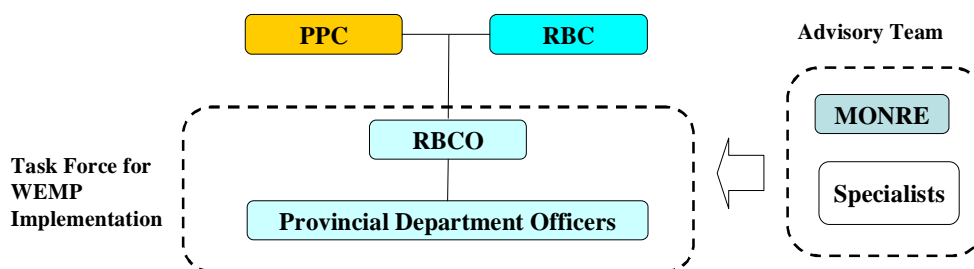 PPC
RBC
Advisory Team
MONRE
RBCO
Task Force for
WEMP
Implementation
Specialists
Provincial Department Officers